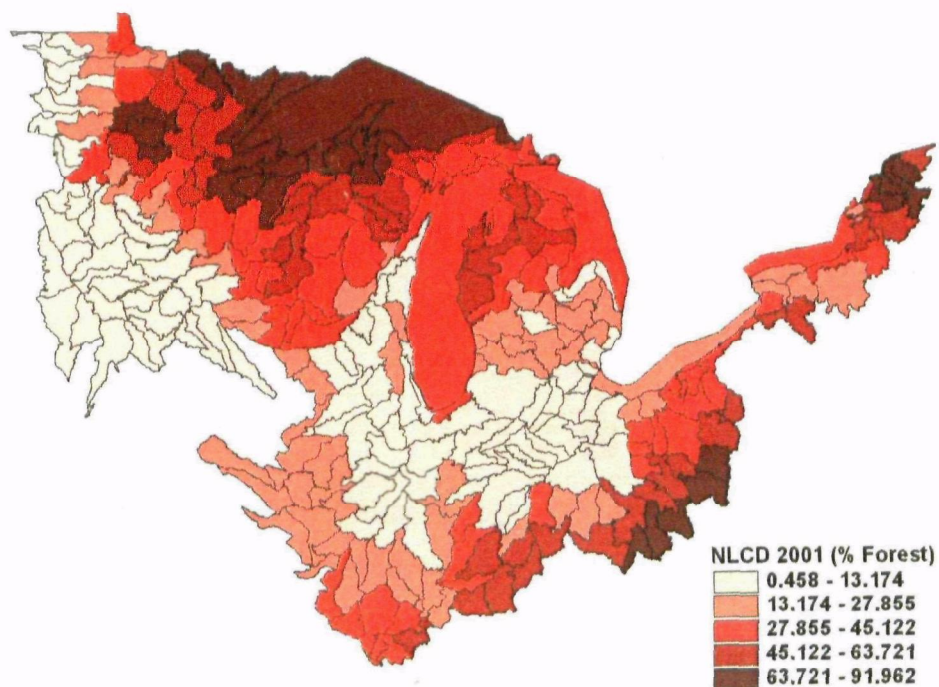 NLCD 2001 (% Forest)
0.458 - 13.174
13.174 - 27.855
27.855 - 45.122
45.122 - 63.721
63.721 - 91.962